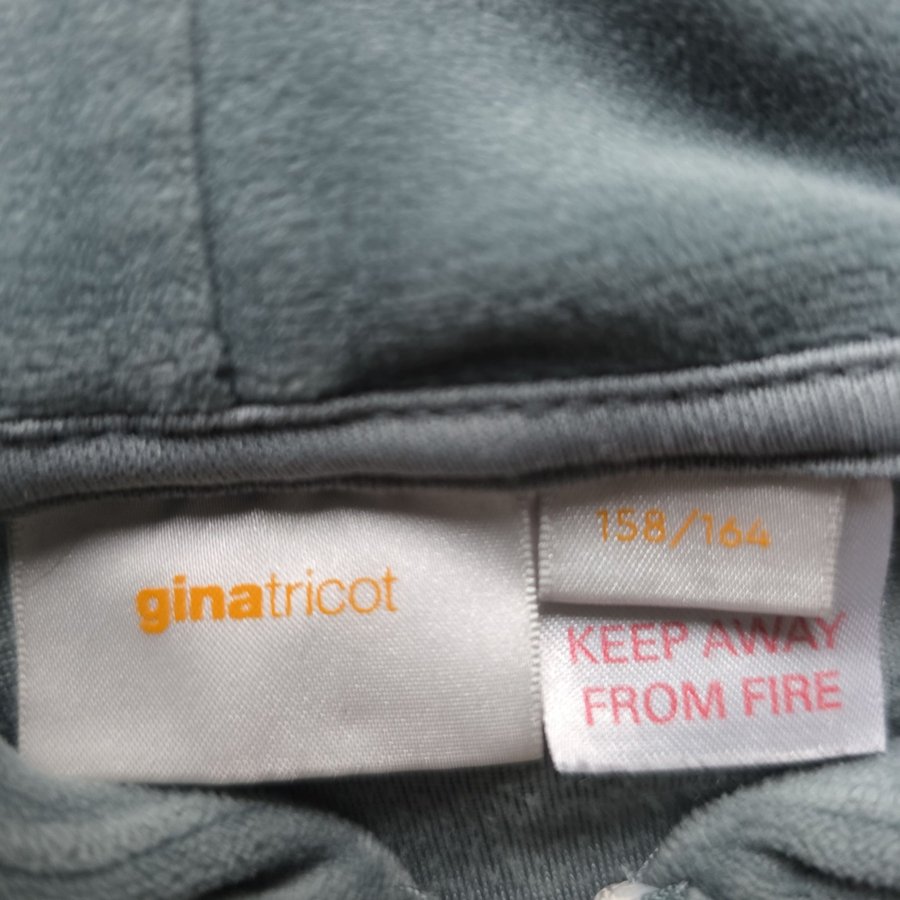 ginatricot
158/164
KEEP AWAY
FROM FIRE